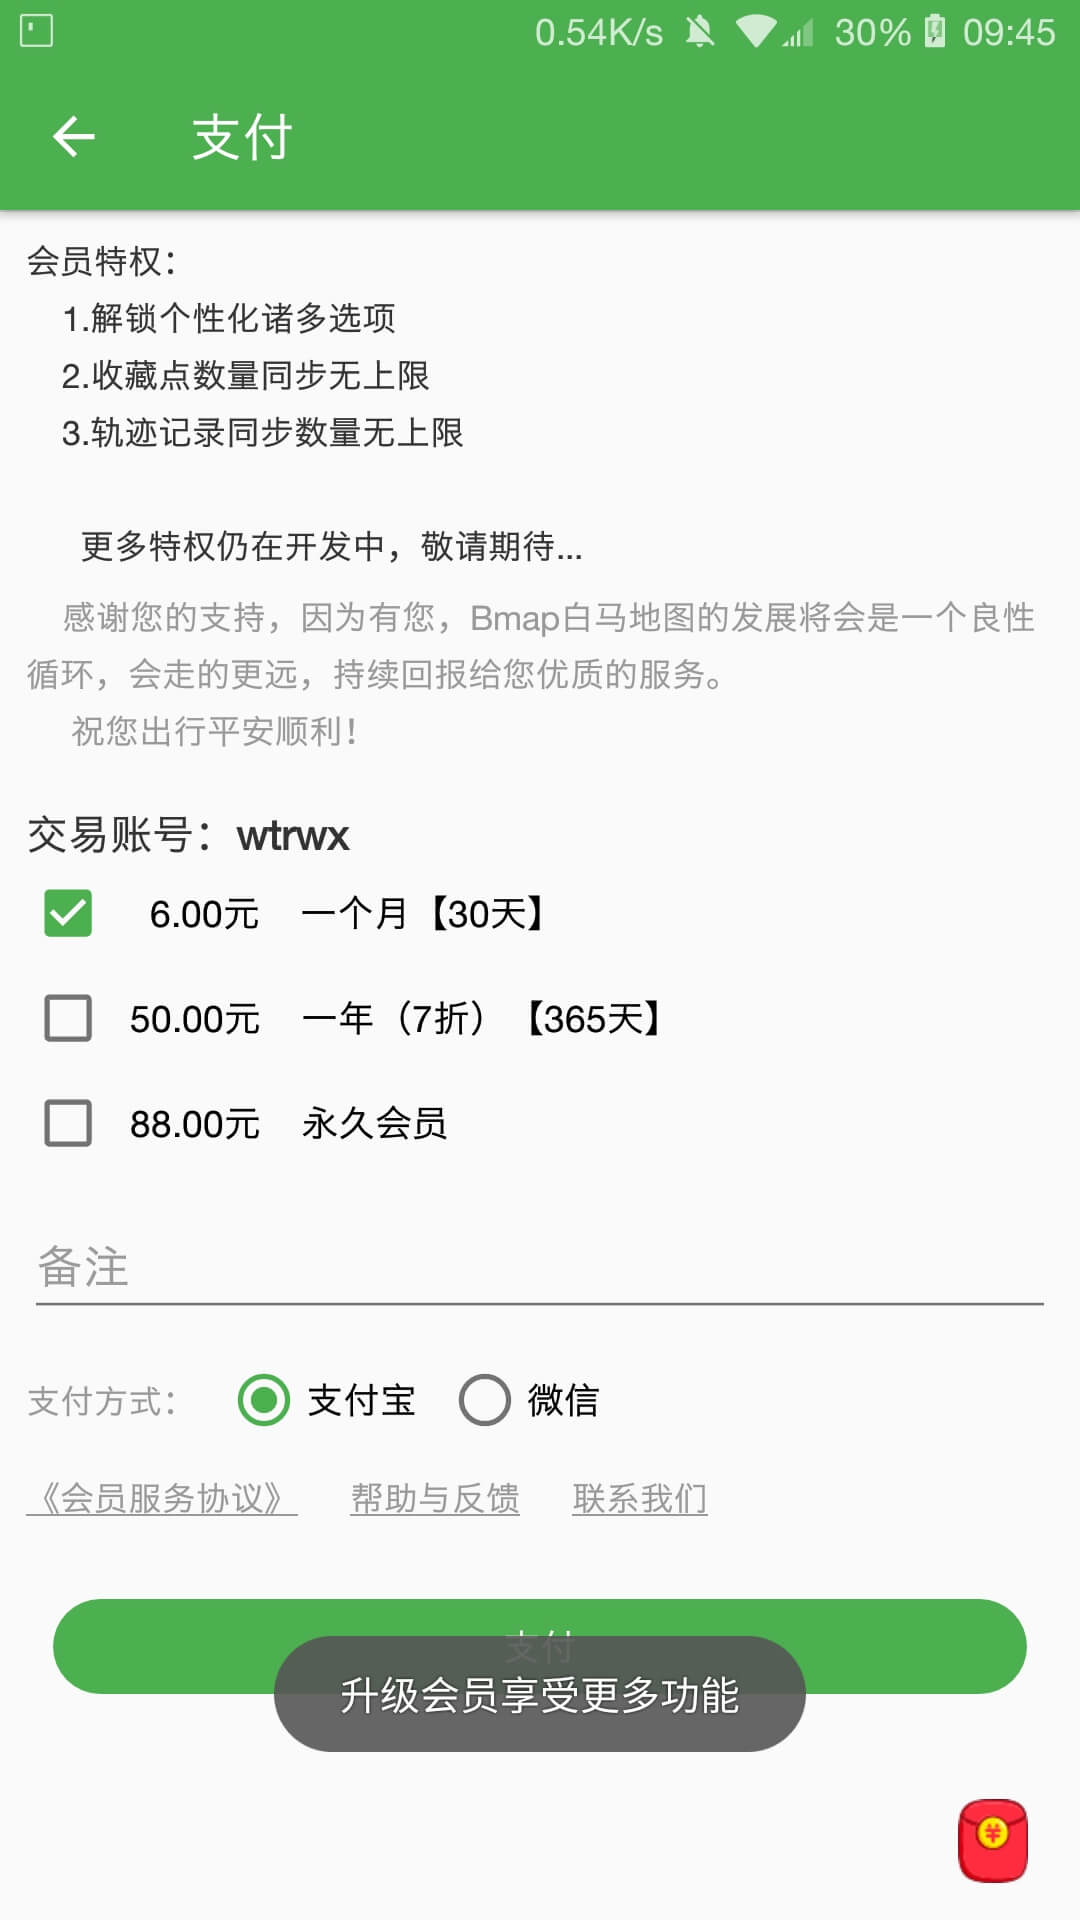 0.54K/s 30% 09:45
支付
会员特权：
1.解锁个性化诸多选项
2.收藏点数量同步无上限
3.轨迹记录同步数量无上限
更多特权仍在开发中，敬请期待...
感谢您的支持，因为有您，Bmap白马地图的发展将会是一个良性
循环，会走的更远，持续回报给您优质的服务。
祝您出行平安顺利！
交易账号：wtrwx
6.00元 一个月【30天】
50.00元 一年（7折）【365天】
88.00元 永久会员
备注
支付方式： 支付宝 微信
《会员服务协议》 帮助与反馈 联系我们
支付
升级会员享受更多功能
¥